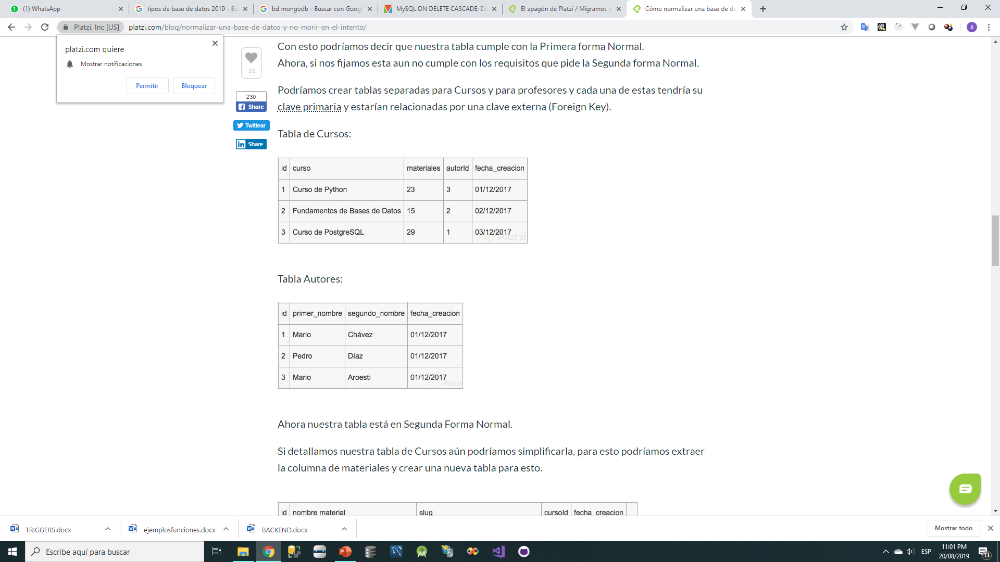 (1) WhatsApp
tipos de base de datos 2019 - Bu
bd mongodb - Buscar con Googl
MySQL ON DELETE CASCADE: De
El apagón de Platzi / Migramos d
Cómo normalizar una base de da
Platzi, Inc [US]
platzi.com/blog/normalizar-una-base-de-datos-y-no-morir-en-el-intento/
a
platzi.com quiere
Mostrar notificaciones
Permitir
Bloquear
33
230
Share
Twittear
Share
Con esto podríamos decir que nuestra tabla cumple con la Primera forma Normal.
Ahora, si nos fijamos esta aun no cumple con los requisitos que pide la Segunda forma Normal.
Podríamos crear tablas separadas para Cursos y para profesores y cada una de estas tendría su
clave primaria y estarían relacionadas por una clave externa (Foreign Key).
Tabla de Cursos:
id curso materiales autorId fecha_creacion
1 Curso de Python 23 3 01/12/2017
2 Fundamentos de Bases de Datos 15 2 02/12/2017
3 Curso de PostgreSQL 29 1 03/12/2017
Platzi
Tabla Autores:
id primer_nombre segundo_nombre fecha_creacion
1 Mario Chávez 01/12/2017
2 Pedro Díaz 01/12/2017
3 Mario Aroesti 01/12/2017
Platzi
Ahora nuestra tabla está en Segunda Forma Normal.
Si detallamos nuestra tabla de Cursos aún podríamos simplificarla, para esto podríamos extraer
la columna de materiales y crear una nueva tabla para esto.
id nombre material slug cursoId fecha_creacion
TRIGGERS.docx
ejemplosfunciones.docx
BACKEND.docx
Mostrar todo
Escribe aquí para buscar
ESP
11:01 PM
20/08/2019
13